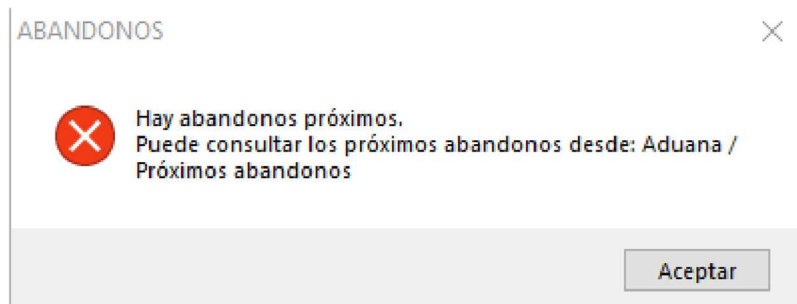 ABANDONOS
Hay abandonos próximos.
Puede consultar los próximos abandonos desde: Aduana /
Próximos abandonos
Aceptar